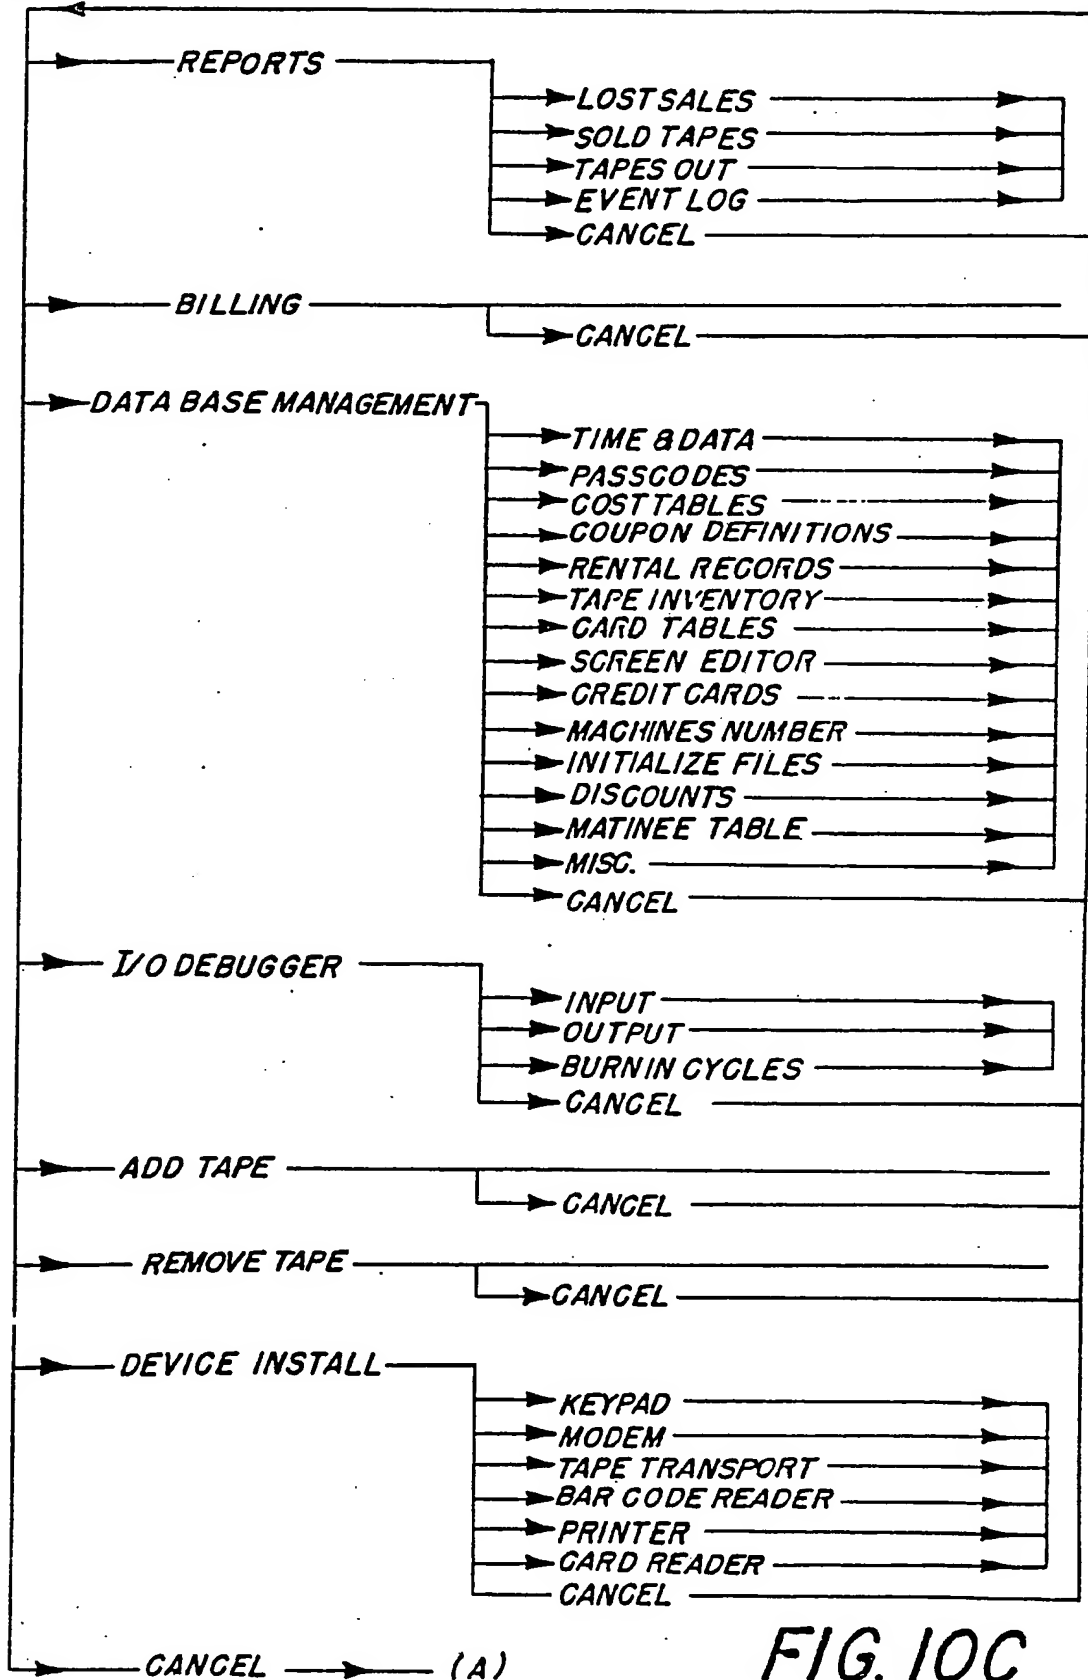 REPORTS
LOST SALES
SOLD TAPES
TAPES OUT
EVENT LOG
CANCEL
BILLING
CANCEL
DATA BASE MANAGEMENT
TIME & DATA
PASSCODES
COST TABLES
COUPON DEFINITIONS
RENTAL RECORDS
TAPE INVENTORY
CARD TABLES
SCREEN EDITOR
CREDIT CARDS
MACHINES NUMBER
INITIALIZE FILES
DISCOUNTS
MATINEE TABLE
MISC.
CANCEL
I/O DEBUGGER
INPUT
OUTPUT
BURNIN CYCLES
CANCEL
ADD TAPE
CANCEL
REMOVE TAPE
CANCEL
DEVICE INSTALL
KEYPAD
MODEM
TAPE TRANSPORT
BAR CODE READER
PRINTER
CARD READER
CANCEL
CANCEL (A)
FIG. 10C